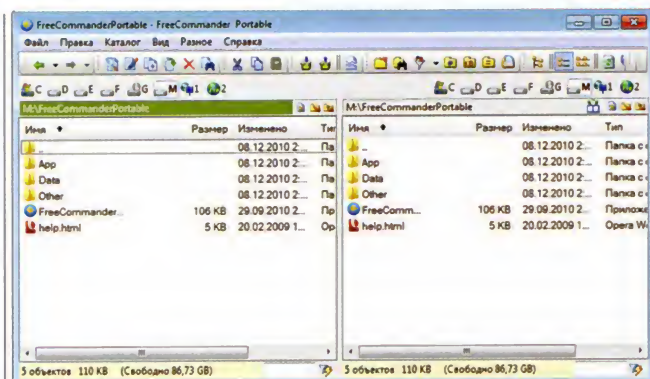 FreeCommanderPortable - FreeCommander Portable
Файл Правка Каталог Вид Разное Справка
C D E F G M 1 2
C D E F G M 1 2
M:\FreeCommanderPortable
M:\FreeCommanderPortable
Имя Размер Изменено Тип
.. 08.12.2010 2... Па
App 08.12.2010 2... Па
Data 08.12.2010 2... Па
Other 08.12.2010 2... Па
FreeCommander... 106 KB 29.09.2010 2... Пр
help.html 5 KB 20.02.2009 1... Op
Имя Размер Изменено Тип
.. 08.12.2010 2... Папка с
App 08.12.2010 2... Папка с
Data 08.12.2010 2... Папка с
Other 08.12.2010 2... Папка с
FreeComm... 106 KB 29.09.2010 2... Прилож
help.html 5 KB 20.02.2009 1... Opera W
5 объектов 110 KB (Свободно 86,73 GB)
5 объектов 110 KB (Свободно 86,73 GB)